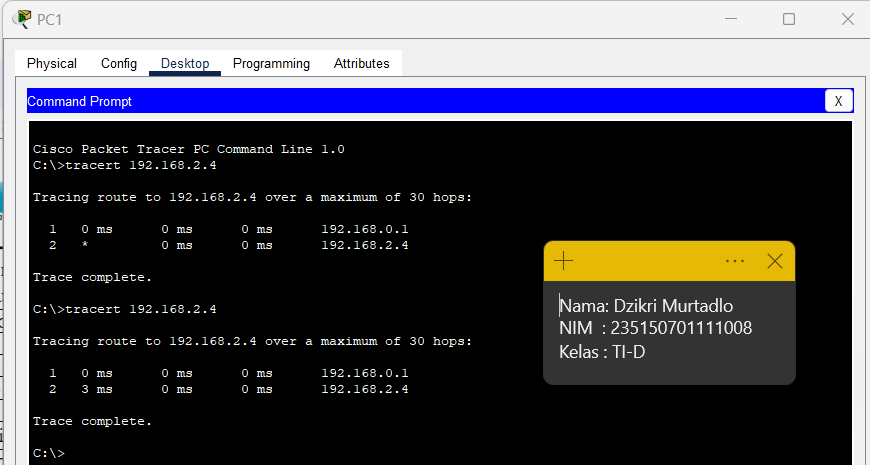 PC1
Physical Config Desktop Programming Attributes
Command Prompt X
Cisco Packet Tracer PC Command Line 1.0
C:\>tracert 192.168.2.4
Tracing route to 192.168.2.4 over a maximum of 30 hops:
1 0 ms 0 ms 0 ms 192.168.0.1
2 * 0 ms 0 ms 192.168.2.4
Trace complete.
C:\>tracert 192.168.2.4
Tracing route to 192.168.2.4 over a maximum of 30 hops:
1 0 ms 0 ms 0 ms 192.168.0.1
2 3 ms 0 ms 0 ms 192.168.2.4
Trace complete.
C:\>
Nama: Dzikri Murtadlo
NIM : 235150701111008
Kelas : TI-D